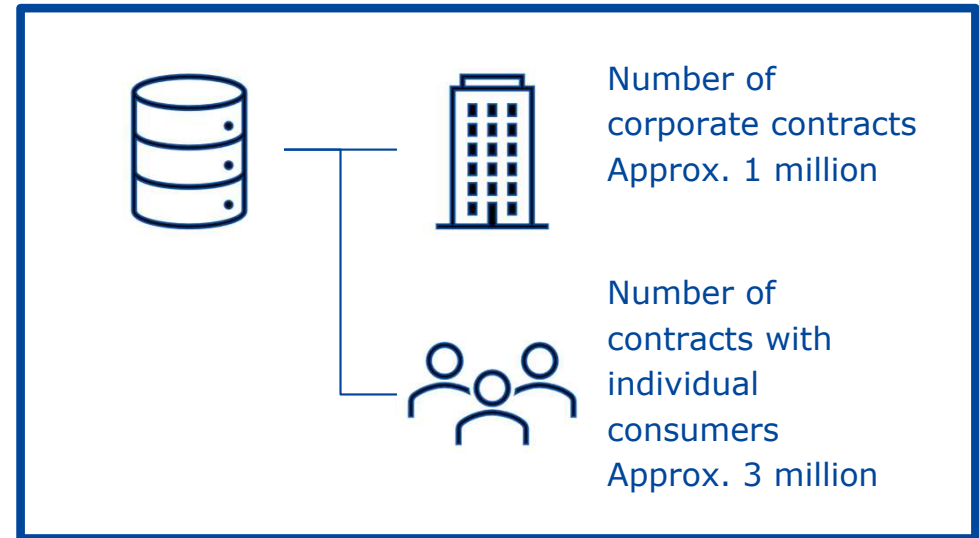 Number of
corporate contracts
Approx. 1 million
Number of
contracts with
individual
consumers
Approx. 3 million